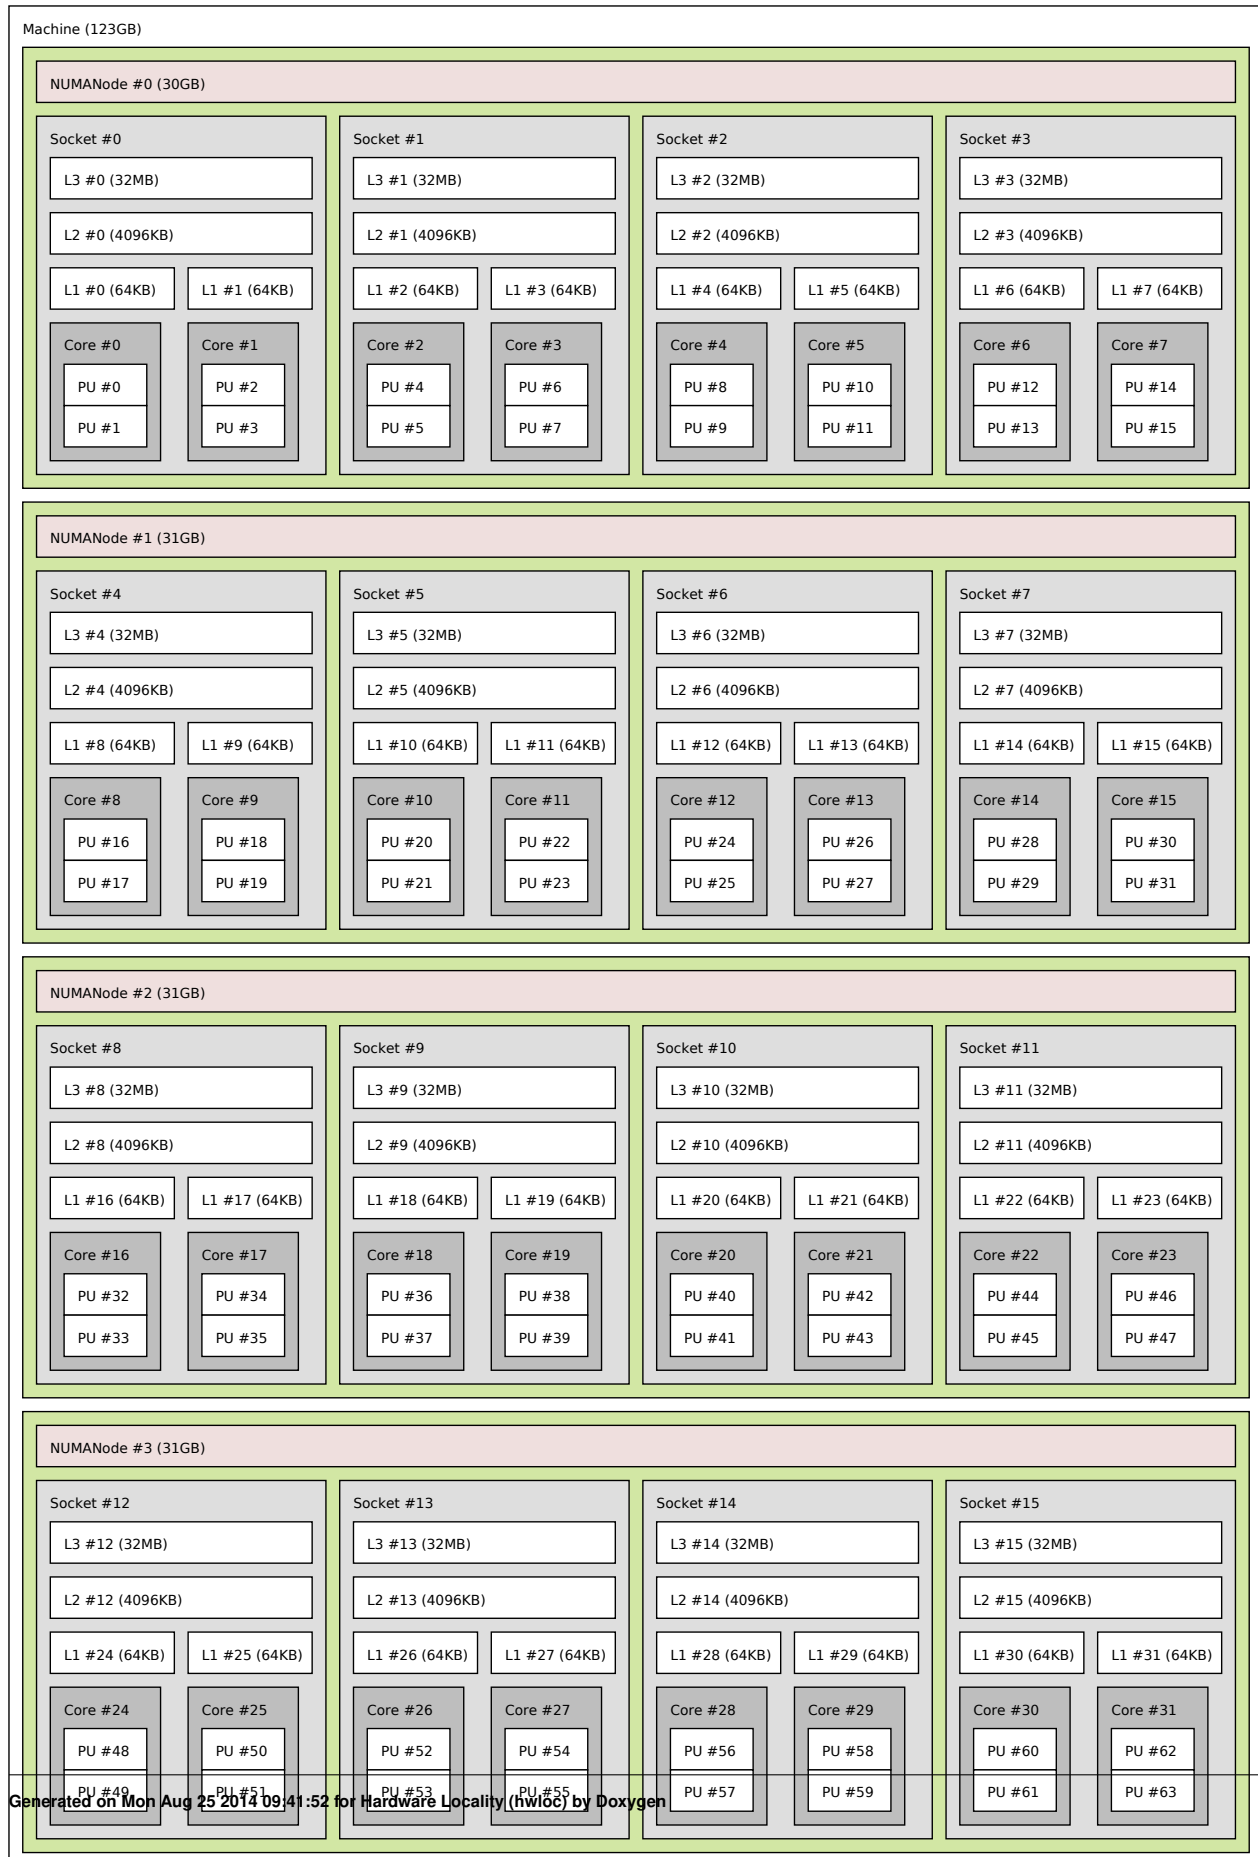 Machine (123GB)
NUMANode #0 (30GB)
Socket #0 Socket #1 Socket #2 Socket #3
L3 #0 (32MB) L3 #1 (32MB) L3 #2 (32MB) L3 #3 (32MB)
L2 #0 (4096KB) L2 #1 (4096KB) L2 #2 (4096KB) L2 #3 (4096KB)
L1 #0 (64KB) L1 #1 (64KB) L1 #2 (64KB) L1 #3 (64KB) L1 #4 (64KB) L1 #5 (64KB) L1 #6 (64KB) L1 #7 (64KB)
Core #0 Core #1 Core #2 Core #3 Core #4 Core #5 Core #6 Core #7
PU #0 PU #2 PU #4 PU #6 PU #8 PU #10 PU #12 PU #14
PU #1 PU #3 PU #5 PU #7 PU #9 PU #11 PU #13 PU #15
NUMANode #1 (31GB)
Socket #4 Socket #5 Socket #6 Socket #7
L3 #4 (32MB) L3 #5 (32MB) L3 #6 (32MB) L3 #7 (32MB)
L2 #4 (4096KB) L2 #5 (4096KB) L2 #6 (4096KB) L2 #7 (4096KB)
L1 #8 (64KB) L1 #9 (64KB) L1 #10 (64KB) L1 #11 (64KB) L1 #12 (64KB) L1 #13 (64KB) L1 #14 (64KB) L1 #15 (64KB)
Core #8 Core #9 Core #10 Core #11 Core #12 Core #13 Core #14 Core #15
PU #16 PU #18 PU #20 PU #22 PU #24 PU #26 PU #28 PU #30
PU #17 PU #19 PU #21 PU #23 PU #25 PU #27 PU #29 PU #31
NUMANode #2 (31GB)
Socket #8 Socket #9 Socket #10 Socket #11
L3 #8 (32MB) L3 #9 (32MB) L3 #10 (32MB) L3 #11 (32MB)
L2 #8 (4096KB) L2 #9 (4096KB) L2 #10 (4096KB) L2 #11 (4096KB)
L1 #16 (64KB) L1 #17 (64KB) L1 #18 (64KB) L1 #19 (64KB) L1 #20 (64KB) L1 #21 (64KB) L1 #22 (64KB) L1 #23 (64KB)
Core #16 Core #17 Core #18 Core #19 Core #20 Core #21 Core #22 Core #23
PU #32 PU #34 PU #36 PU #38 PU #40 PU #42 PU #44 PU #46
PU #33 PU #35 PU #37 PU #39 PU #41 PU #43 PU #45 PU #47
NUMANode #3 (31GB)
Socket #12 Socket #13 Socket #14 Socket #15
L3 #12 (32MB) L3 #13 (32MB) L3 #14 (32MB) L3 #15 (32MB)
L2 #12 (4096KB) L2 #13 (4096KB) L2 #14 (4096KB) L2 #15 (4096KB)
L1 #24 (64KB) L1 #25 (64KB) L1 #26 (64KB) L1 #27 (64KB) L1 #28 (64KB) L1 #29 (64KB) L1 #30 (64KB) L1 #31 (64KB)
Core #24 Core #25 Core #26 Core #27 Core #28 Core #29 Core #30 Core #31
PU #48 PU #50 PU #52 PU #54 PU #56 PU #58 PU #60 PU #62
PU #49 PU #51 PU #53 PU #55 PU #57 PU #59 PU #61 PU #63
Generated on Mon Aug 25 2014 09:41:52 for Hardware Locality (hwloc) by Doxygen